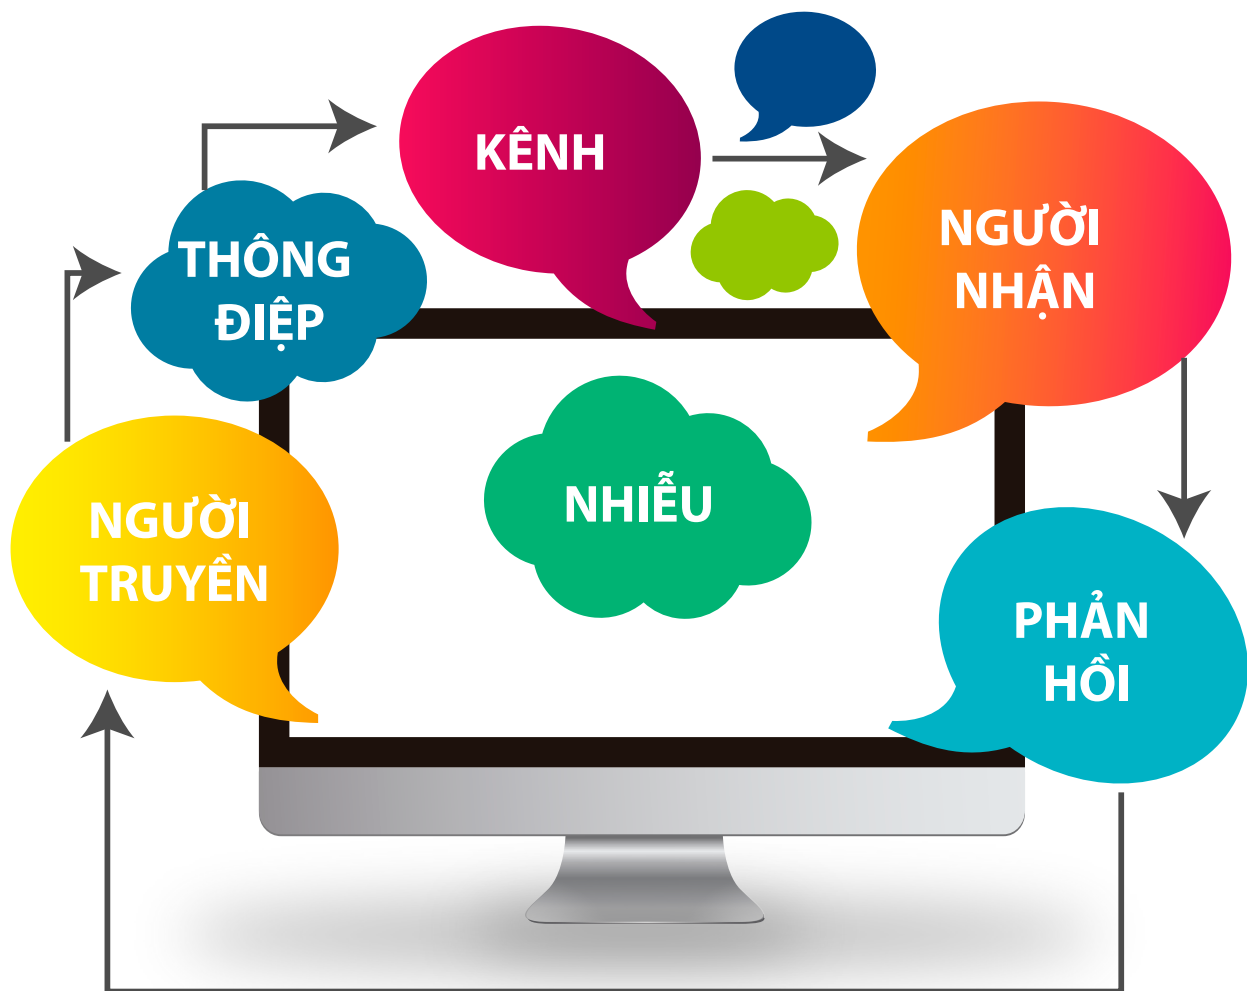 KÊNH
THÔNG
ĐIỆP
NGƯỜI
NHẬN
NHIỄU
NGƯỜI
TRUYỀN
PHẢN
HỒI